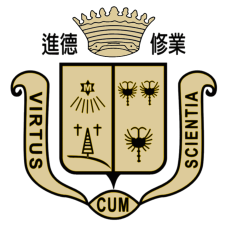 進德 修業
VIRTUS
CUM
SCIENTIA